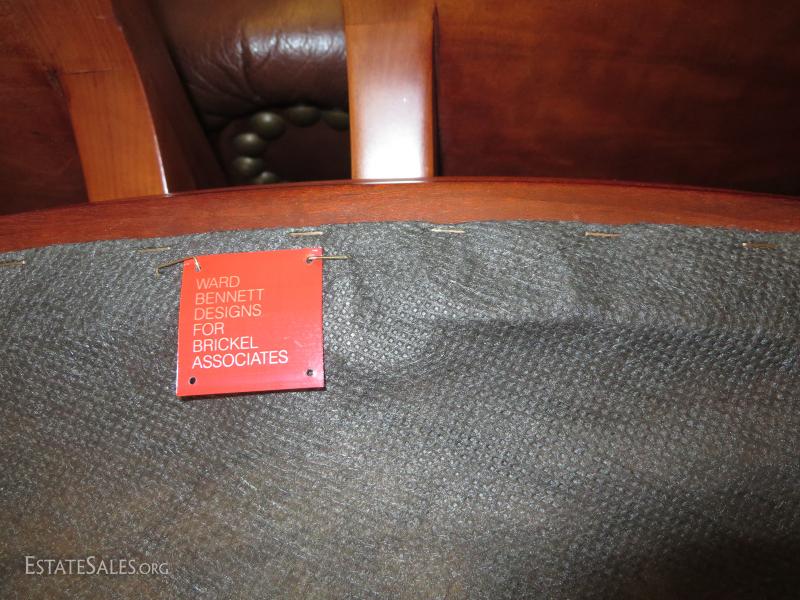 WARD
BENNETT
DESIGNS
FOR
BRICKEL
ASSOCIATES
ESTATESALES.ORG